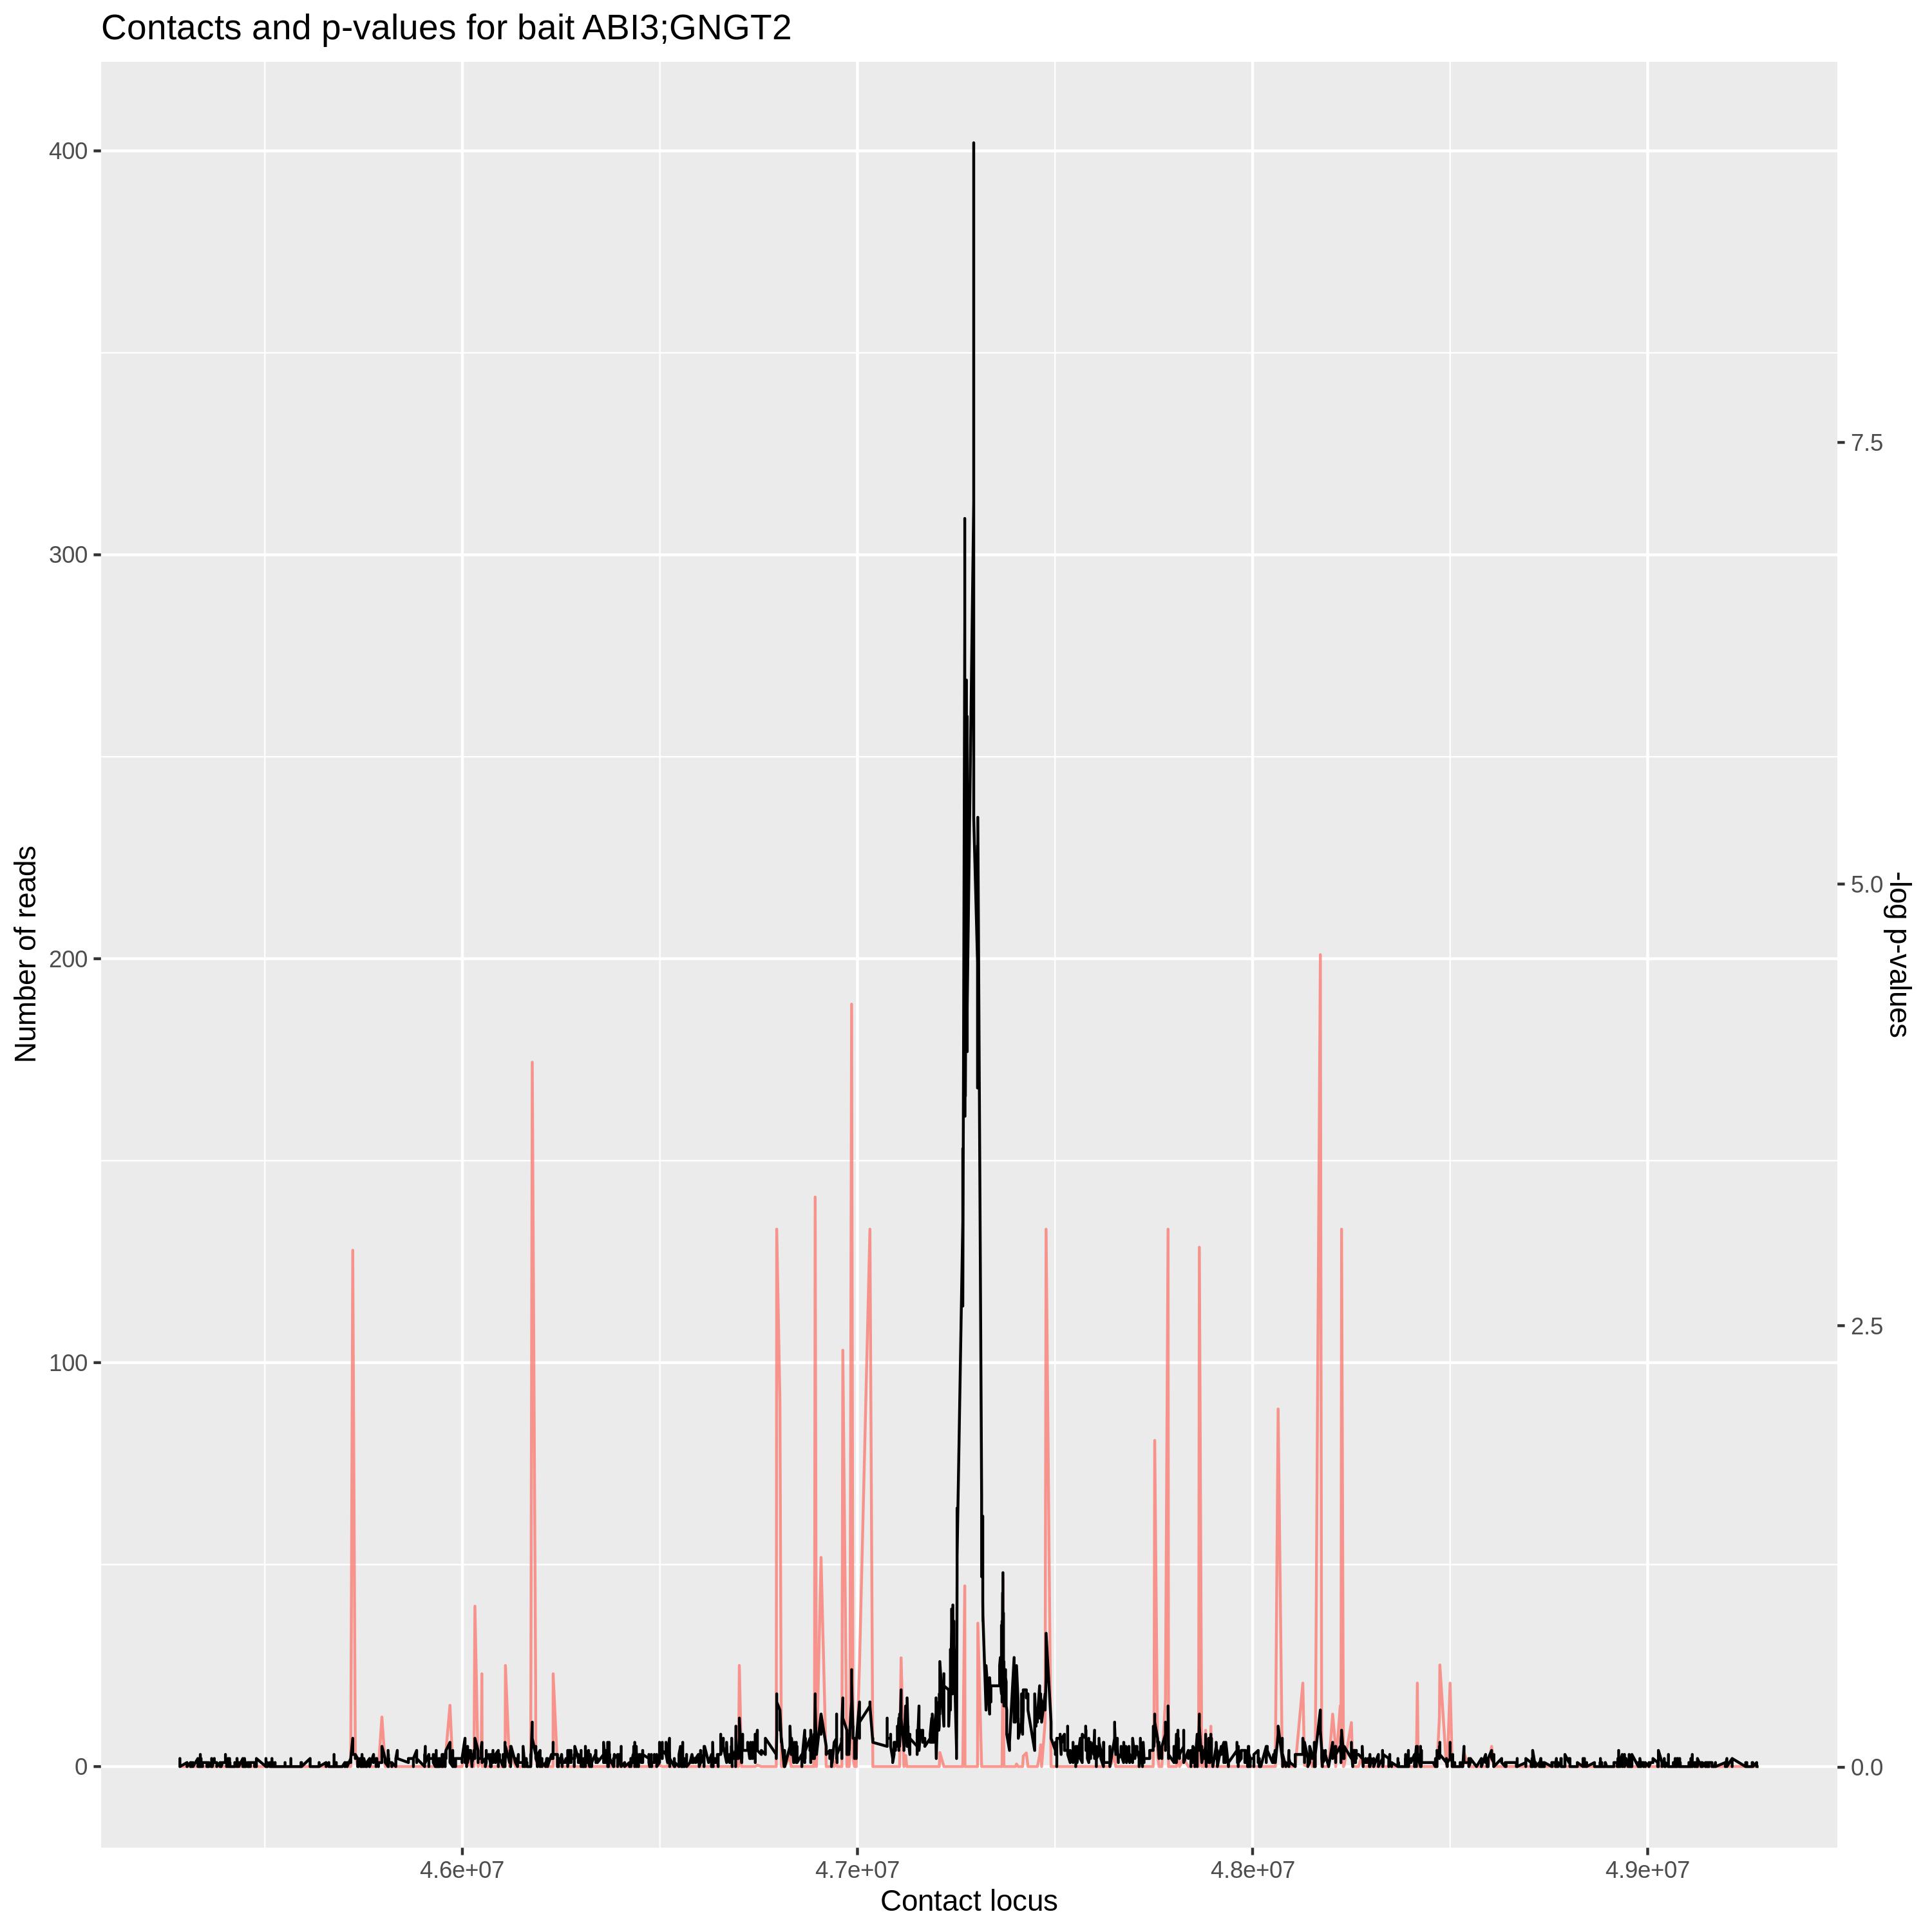 Contacts and p-values for bait ABI3;GNGT2
400
300
200
100
0
Number of reads
7.5
5.0
2.5
0.0
-log p-values
4.6e+07
4.7e+07
4.8e+07
4.9e+07
Contact locus